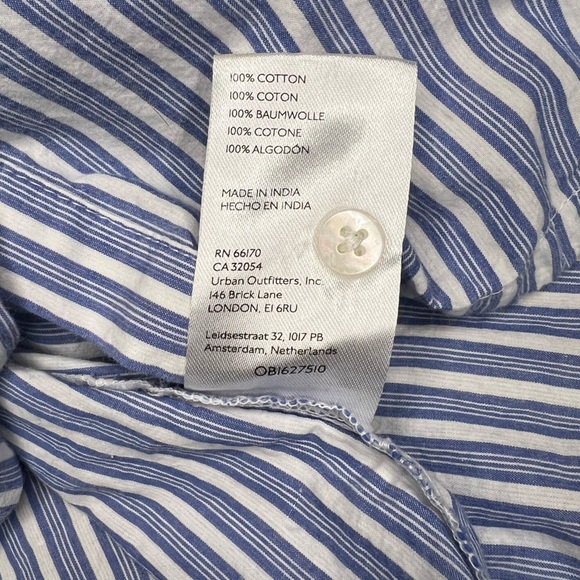 100% COTTON
100% COTON
100% BAUMWOLLE
100% COTONE
100% ALGODÓN
MADE IN INDIA
HECHO EN INDIA
RN 66170
CA 32054
Urban Outfitters, Inc.
146 Brick Lane
LONDON, E1 6RU
Leidsestraat 32, 1017 PB
Amsterdam, Netherlands
OB1627510